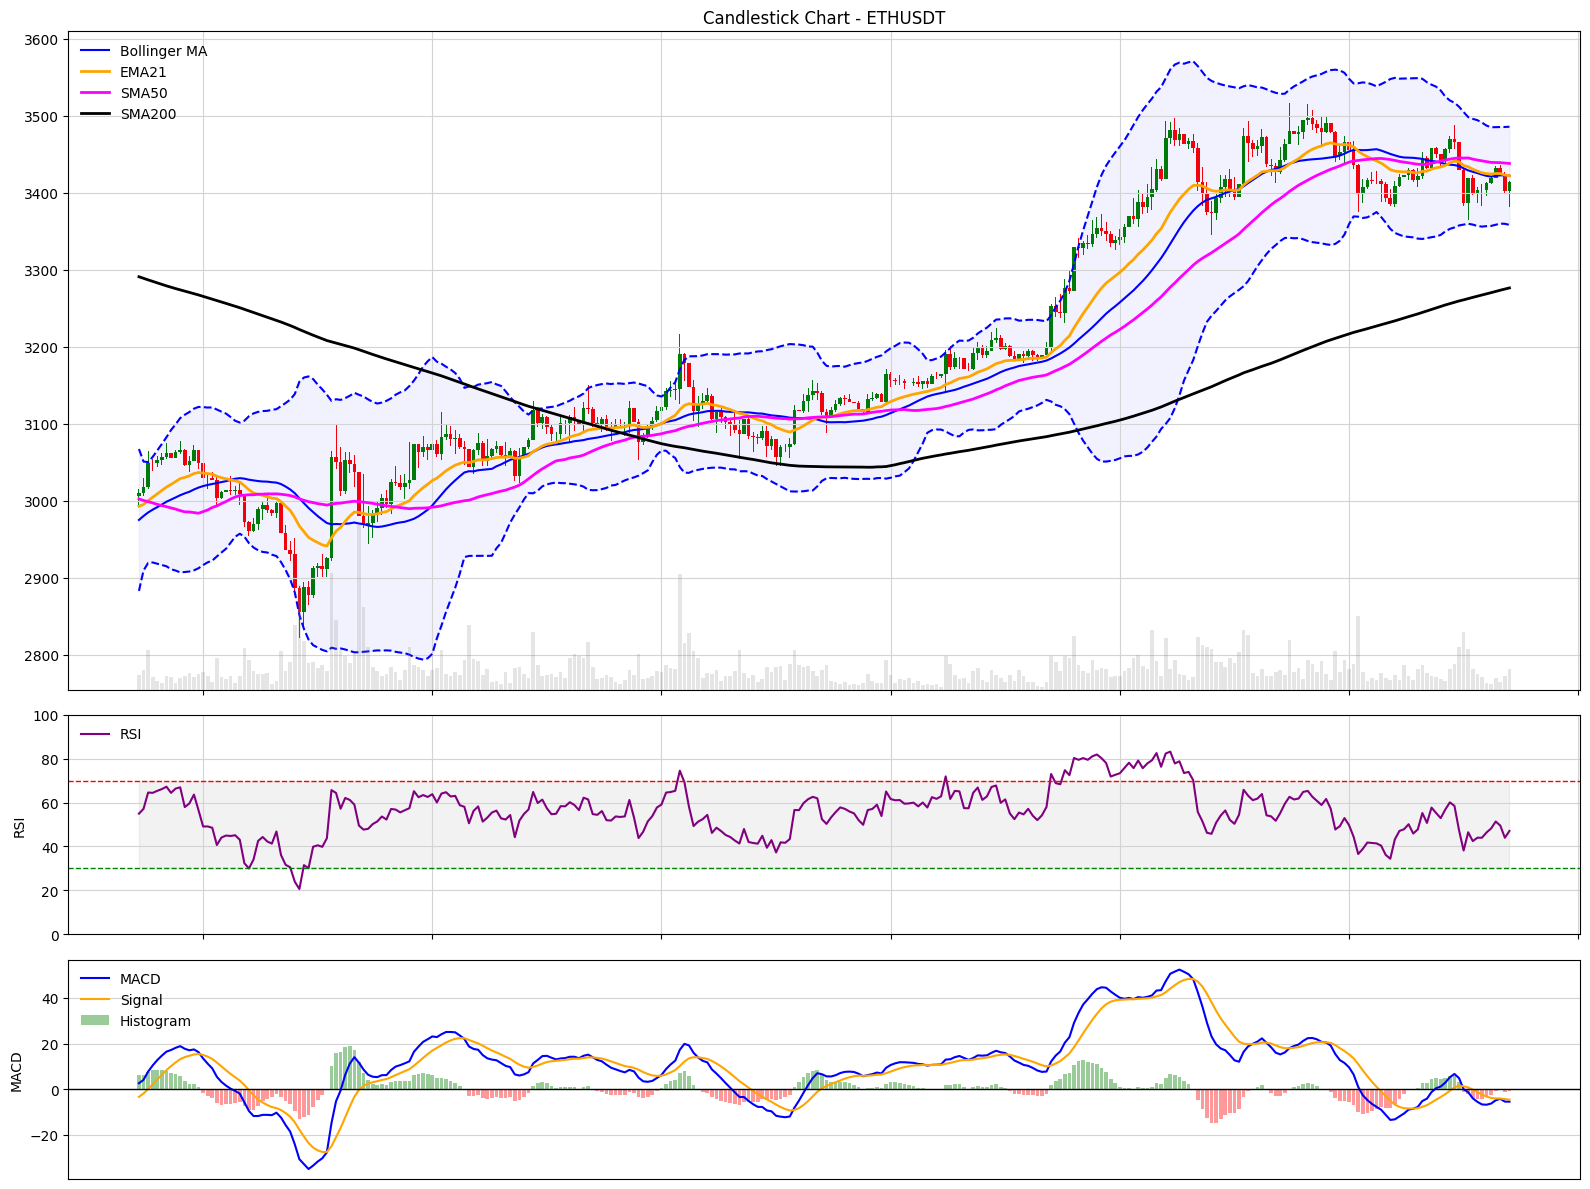 Candlestick Chart - ETHUSDT
3600
3500
3400
3300
3200
3100
3000
2900
2800
Bollinger MA
EMA21
SMA50
SMA200
100
80
60
40
20
0
RSI
RSI
40
20
0
−20
MACD
MACD
Signal
Histogram